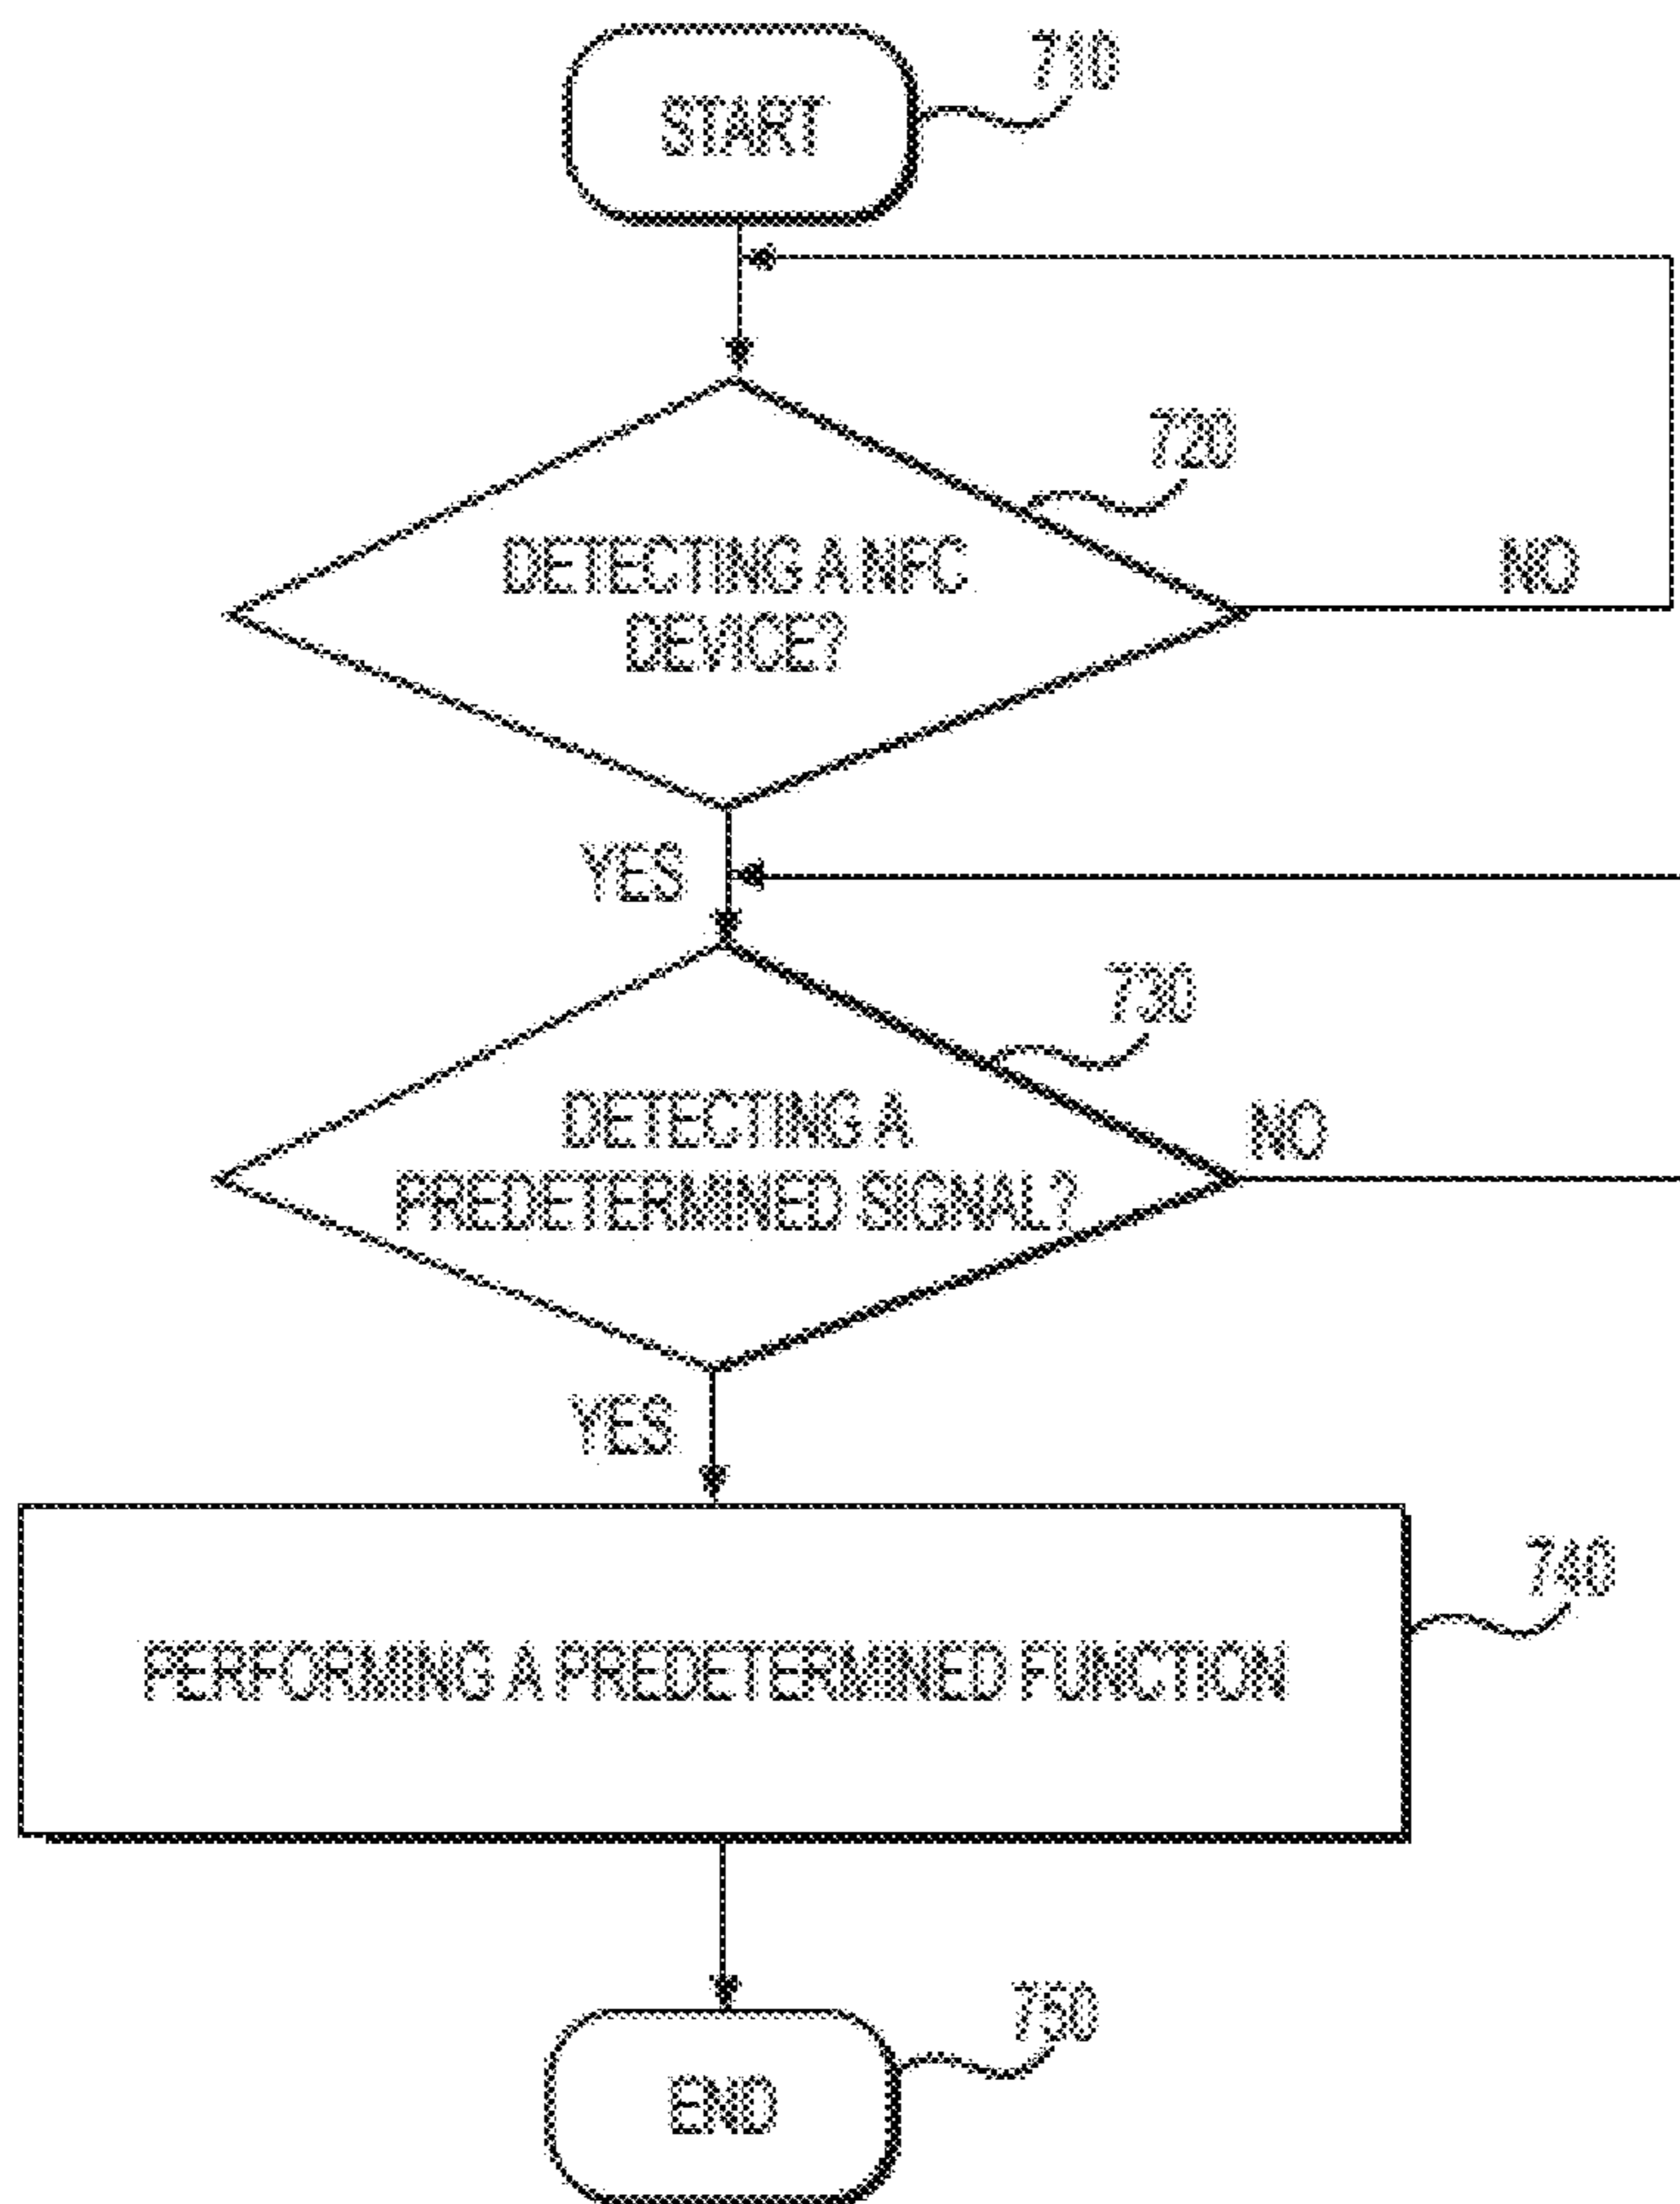 START
710
720
DETECTING A NFC
DEVICE?
NO
YES
730
DETECTING A
PREDETERMINED SIGNAL?
NO
YES
740
PERFORMING A PREDETERMINED FUNCTION
750
END